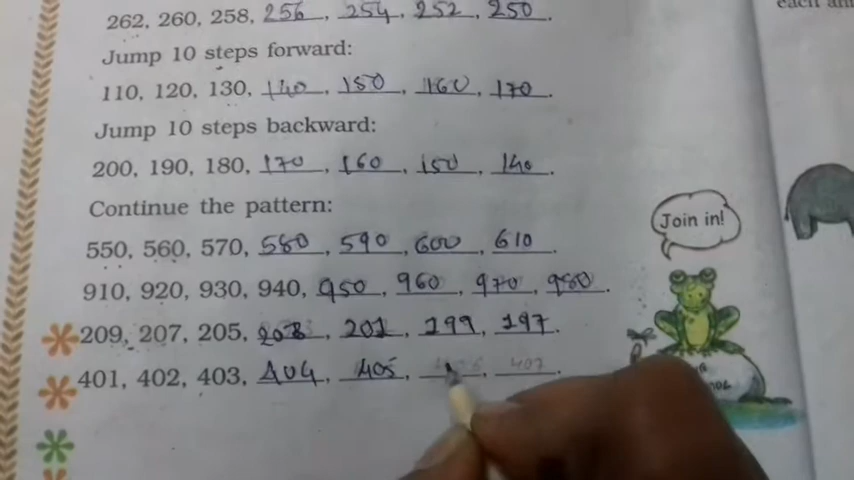 each
262, 260, 258, 256, 254, 252, 250.
Jump 10 steps forward:
110, 120, 130, 140, 150, 160, 170.
Jump 10 steps backward:
200, 190, 180, 170, 160, 150, 140.
Continue the pattern:
550, 560, 570, 580, 590, 600, 610.
Join in!
910, 920, 930, 940, 950, 960, 970, 980.
209, 207, 205, 203, 201, 199, 197.
401, 402, 403, 404, 405, 407.